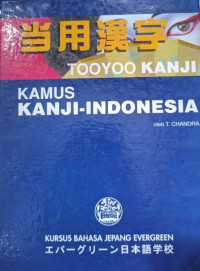 当用漢字
TOOYOO KANJI
KAMUS
KANJI-INDONESIA
oleh T. CHANDRA
KURSUS BAHASA JEPANG EVERGREEN
エバーグリーン日本語学校